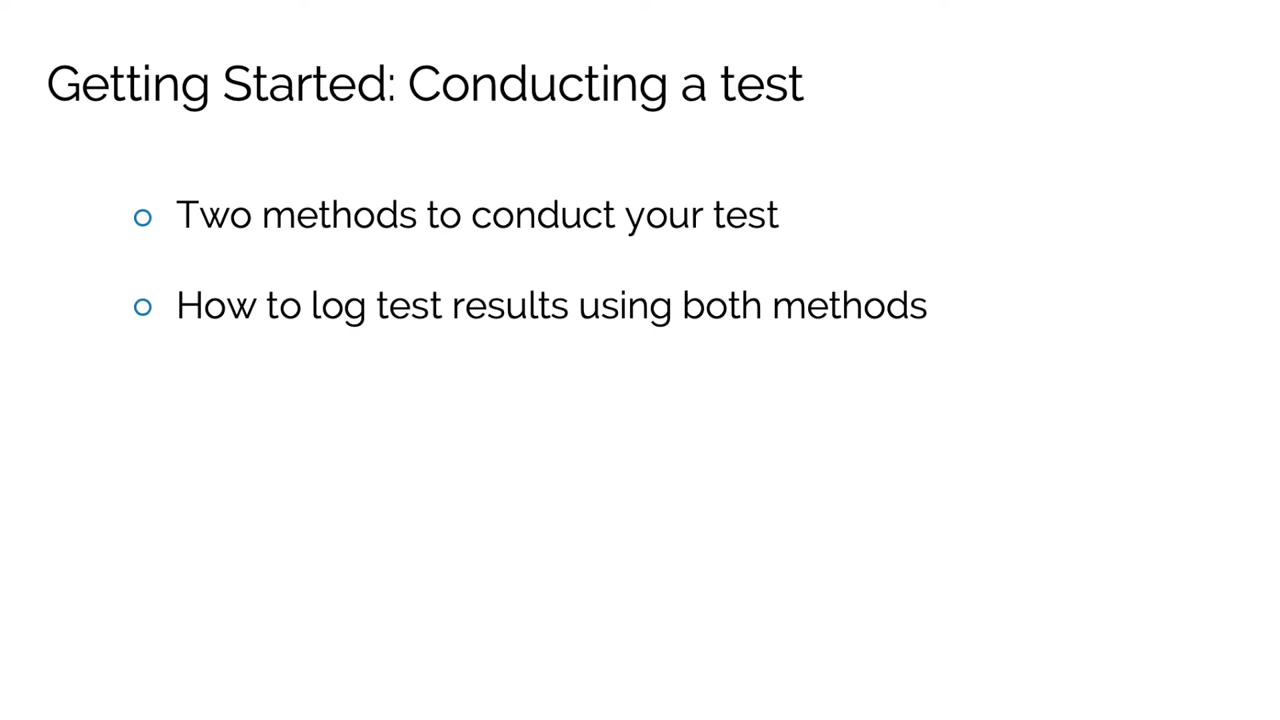 Getting Started: Conducting a test
Two methods to conduct your test
How to log test results using both methods